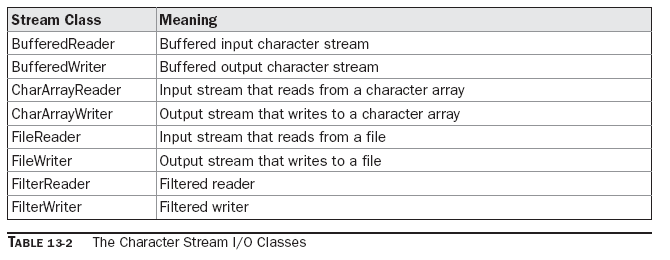 Stream Class Meaning
BufferedReader Buffered input character stream
BufferedWriter Buffered output character stream
CharArrayReader Input stream that reads from a character array
CharArrayWriter Output stream that writes to a character array
FileReader Input stream that reads from a file
FileWriter Output stream that writes to a file
FilterReader Filtered reader
FilterWriter Filtered writer
TABLE 13-2 The Character Stream I/O Classes